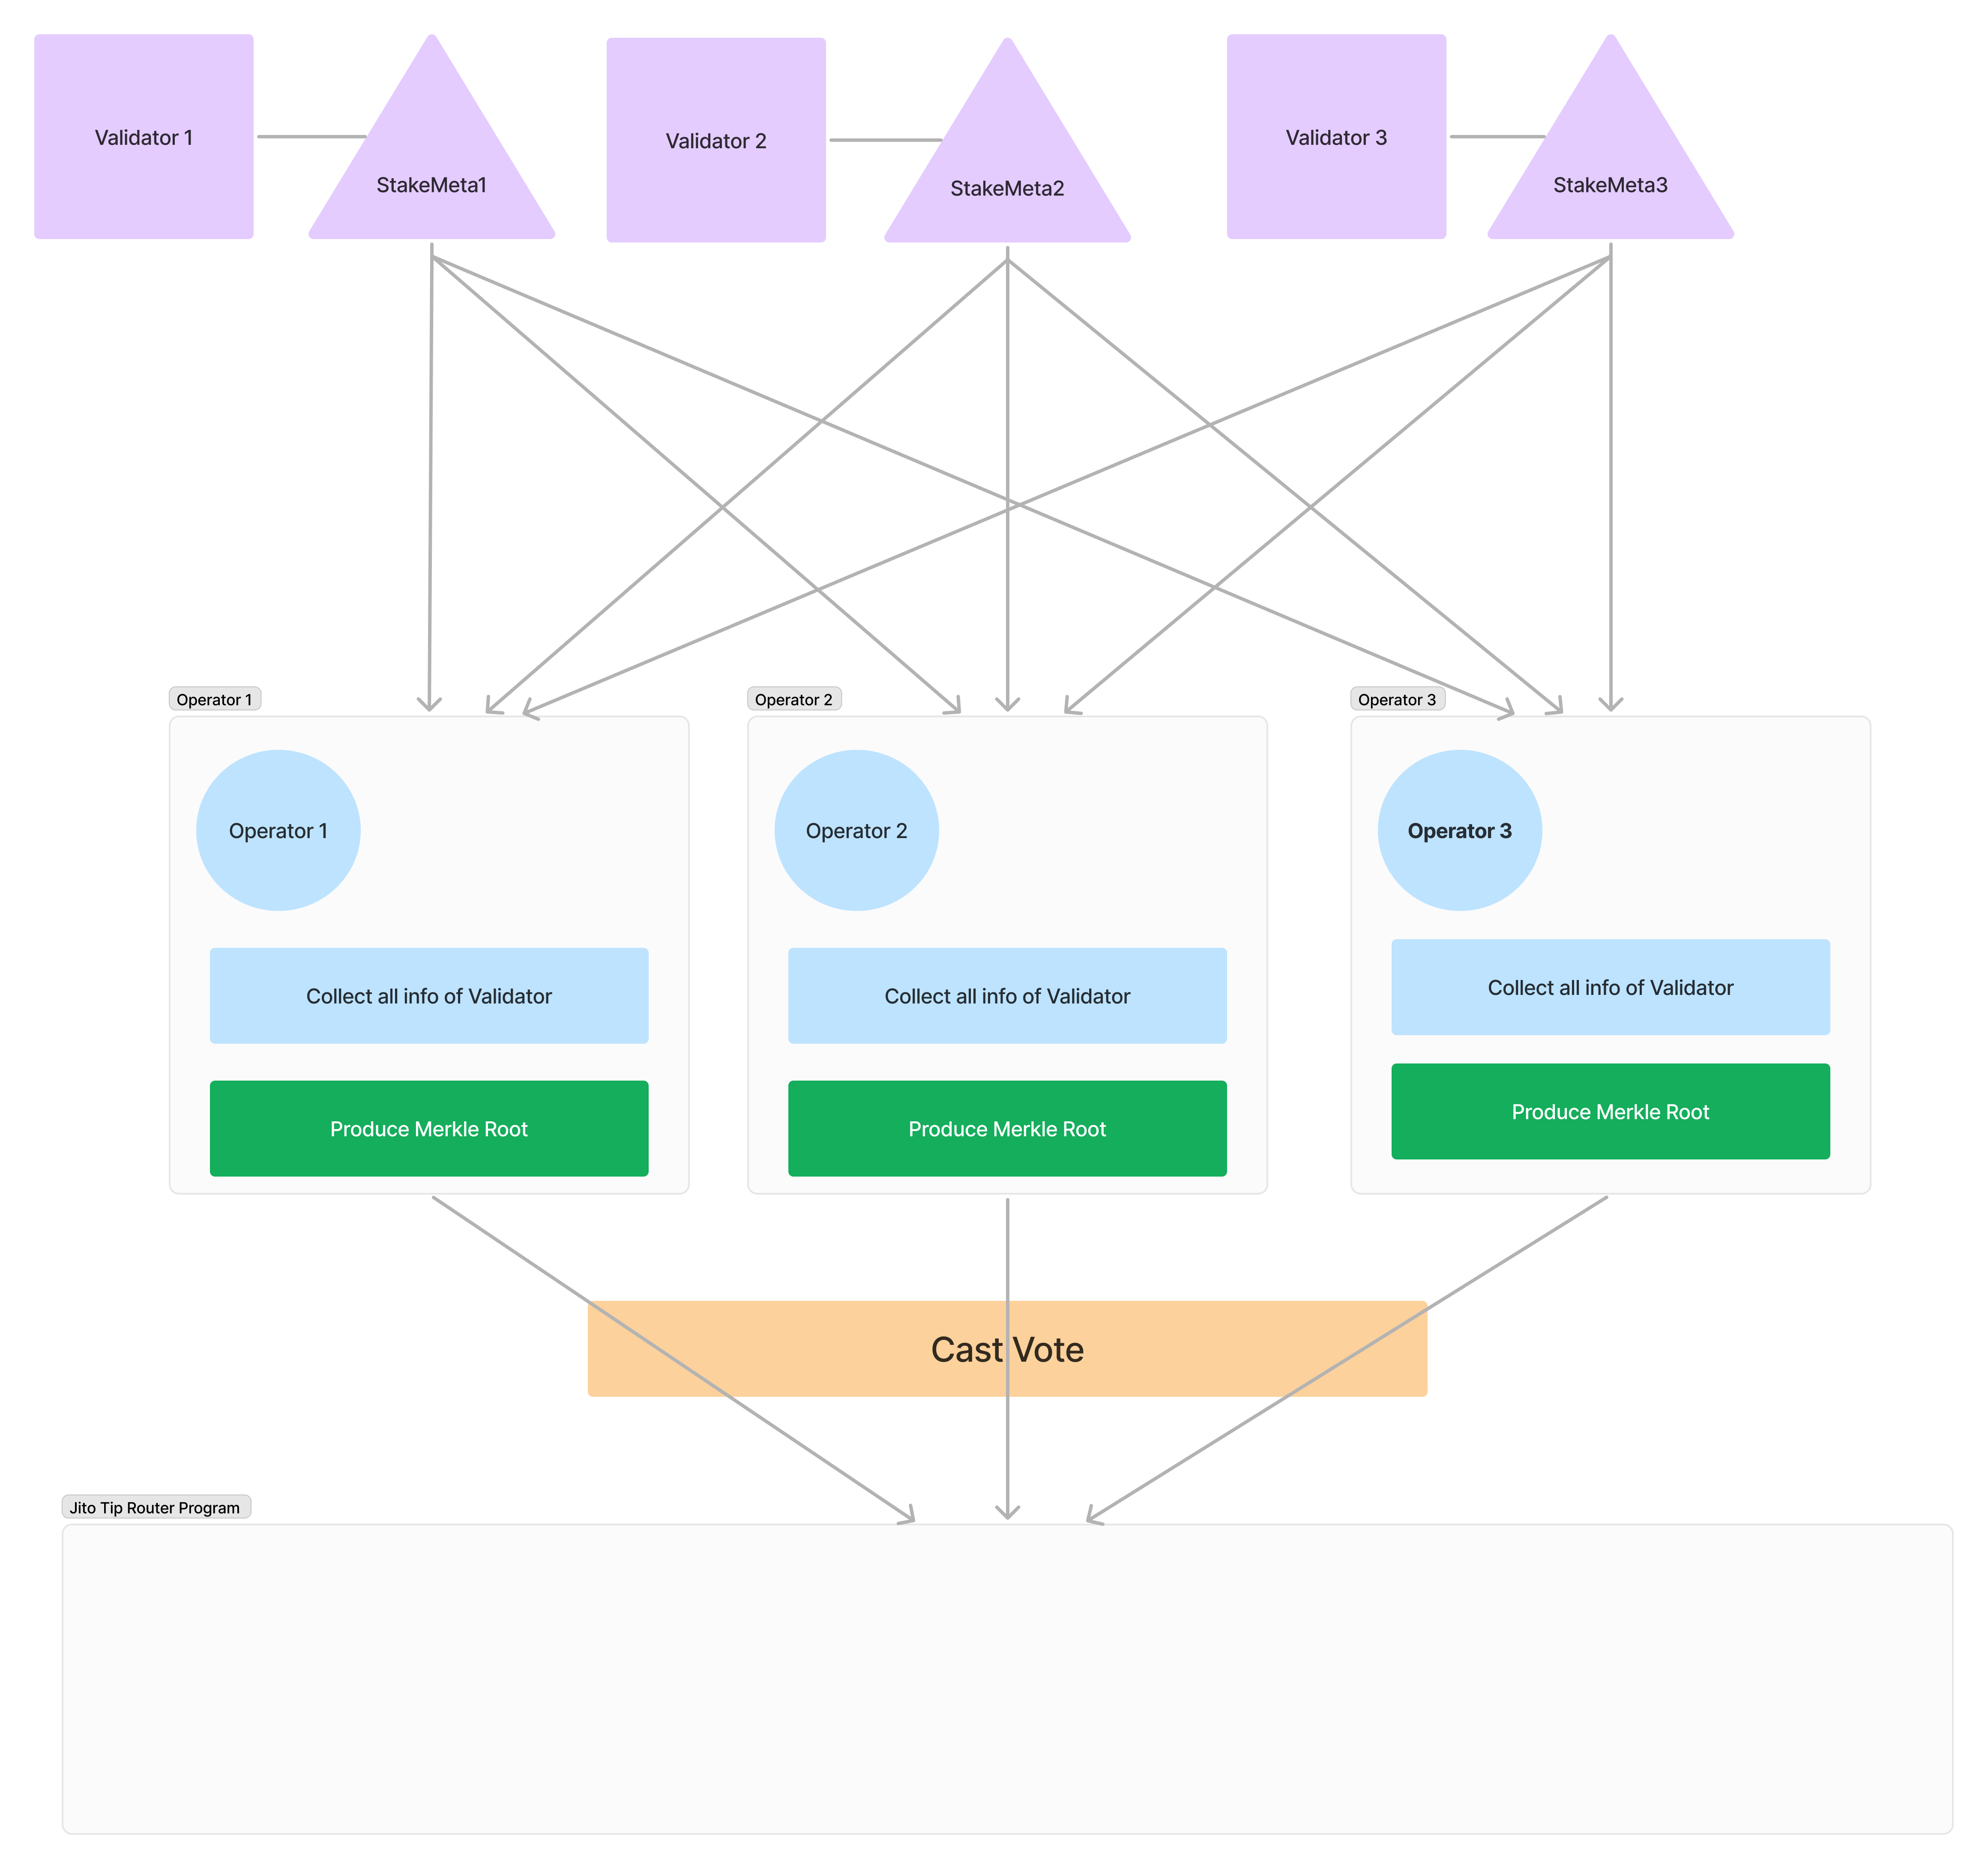 Validator 1
StakeMeta1
Validator 2
StakeMeta2
Validator 3
StakeMeta3
Operator 1
Operator 2
Operator 3
Operator 1
Operator 2
Operator 3
Collect all info of Validator
Collect all info of Validator
Collect all info of Validator
Produce Merkle Root
Produce Merkle Root
Produce Merkle Root
Cast Vote
Jito Tip Router Program